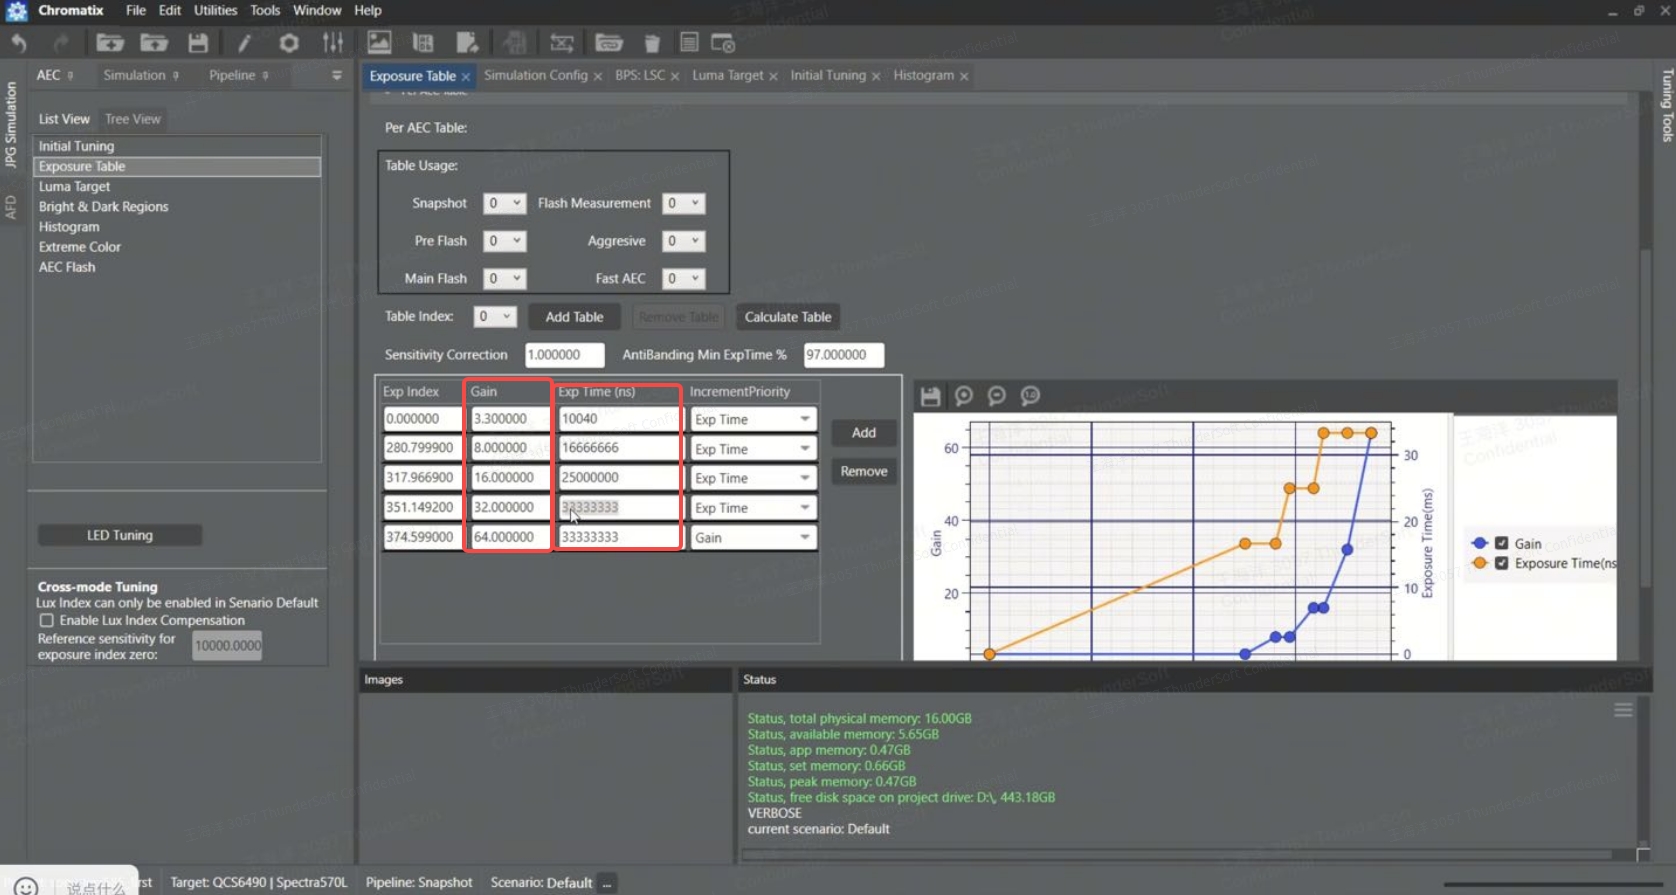 Chromatix File Edit Utilities Tools Window Help
AEC Simulation Pipeline
Exposure Table × Simulation Config × BPS: LSC × Luma Target × Initial Tuning × Histogram ×
JPG Simulation
AFD
Tuning Tools
List View Tree View
Initial Tuning
Exposure Table
Luma Target
Bright & Dark Regions
Histogram
Extreme Color
AEC Flash
LED Tuning
Cross-mode Tuning
Lux Index can only be enabled in Senario Default
Enable Lux Index Compensation
Reference sensitivity for
exposure index zero:
10000.0000
Per AEC Table
Per AEC Table:
Table Usage:
Snapshot 0 Flash Measurement 0
Pre Flash 0 Aggresive 0
Main Flash 0 Fast AEC 0
Table Index: 0 Add Table Remove Table Calculate Table
Sensitivity Correction 1.000000 AntiBanding Min ExpTime % 97.000000
Exp Index Gain Exp Time (ns) IncrementPriority
0.000000 3.300000 10040 Exp Time
280.799900 8.000000 16666666 Exp Time
317.966900 16.000000 25000000 Exp Time
351.149200 32.000000 33333333 Exp Time
374.599000 64.000000 33333333 Gain
Add
Remove
60
40
20
Gain
30
20
10
0
Exposure Time(ms)
Gain
Exposure Time(ns
Images
Status
Status, total physical memory: 16.00GB
Status, available memory: 5.65GB
Status, app memory: 0.47GB
Status, set memory: 0.66GB
Status, peak memory: 0.47GB
Status, free disk space on project drive: D:\, 443.18GB
VERBOSE
current scenario: Default
说点什么 Target: QCS6490 | Spectra570L Pipeline: Snapshot Scenario: Default ...